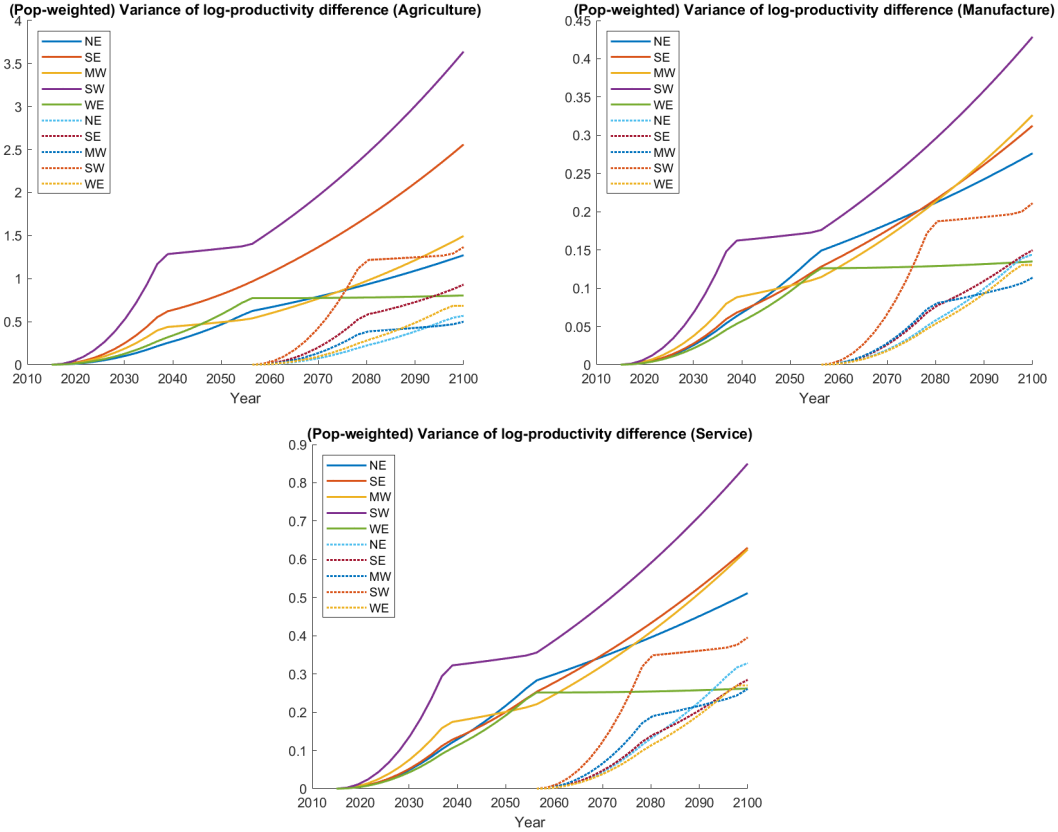 (Pop-weighted) Variance of log-productivity difference (Agriculture)
4
3.5
3
2.5
2
1.5
1
0.5
0
NE
SE
MW
SW
WE
NE
SE
MW
SW
WE
2010 2020 2030 2040 2050 2060 2070 2080 2090 2100
Year
(Pop-weighted) Variance of log-productivity difference (Manufacture)
0.45
0.4
0.35
0.3
0.25
0.2
0.15
0.1
0.05
0
NE
SE
MW
SW
WE
NE
SE
MW
SW
WE
2010 2020 2030 2040 2050 2060 2070 2080 2090 2100
Year
(Pop-weighted) Variance of log-productivity difference (Service)
0.9
0.8
0.7
0.6
0.5
0.4
0.3
0.2
0.1
0
NE
SE
MW
SW
WE
NE
SE
MW
SW
WE
2010 2020 2030 2040 2050 2060 2070 2080 2090 2100
Year